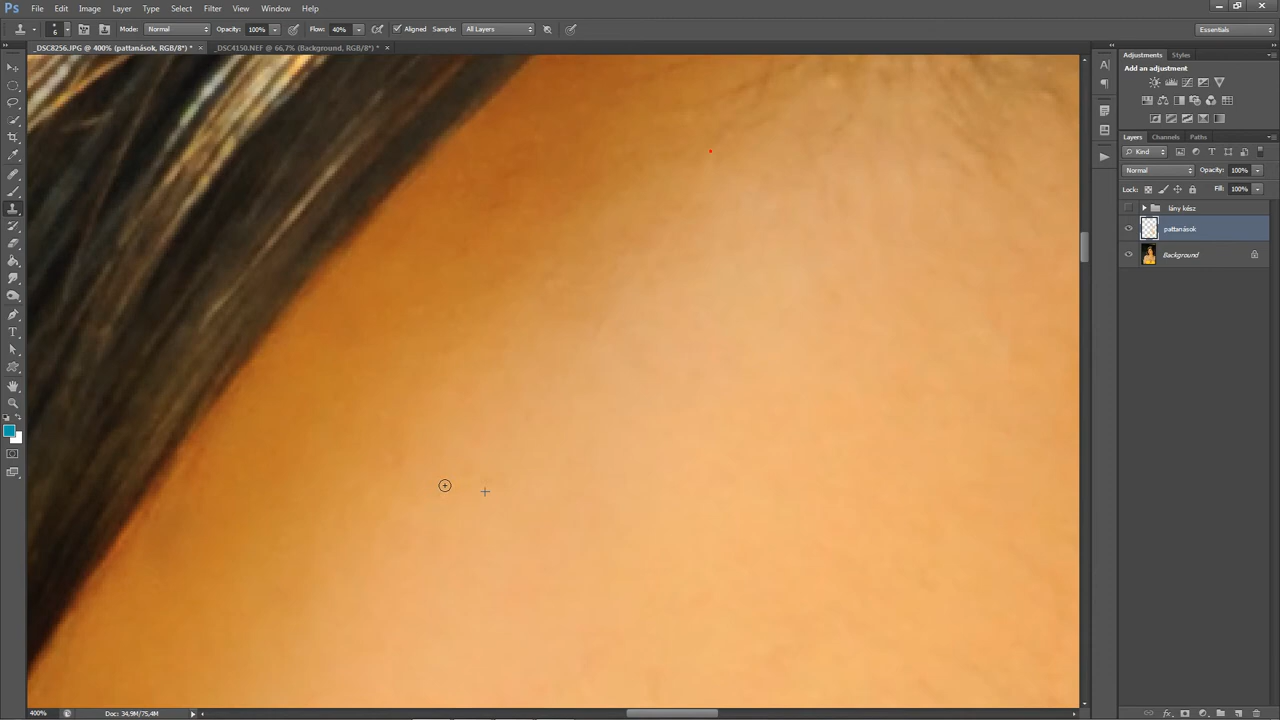 Ps File Edit Image Layer Type Select Filter View Window Help
6 Mode: Normal Opacity: 100% Flow: 40% Aligned Sample: All Layers Essentials
_DSC8256.JPG @ 400% (pattanások, RGB/8*) * × _DSC4150.NEF @ 66,7% (Background, RGB/8*) * ×
Adjustments Styles
Add an adjustment
Layers Channels Paths
Kind
Normal Opacity: 100%
Lock: Fill: 100%
lány kész
pattanások
Background
400% Doc: 34,9M/75,4M